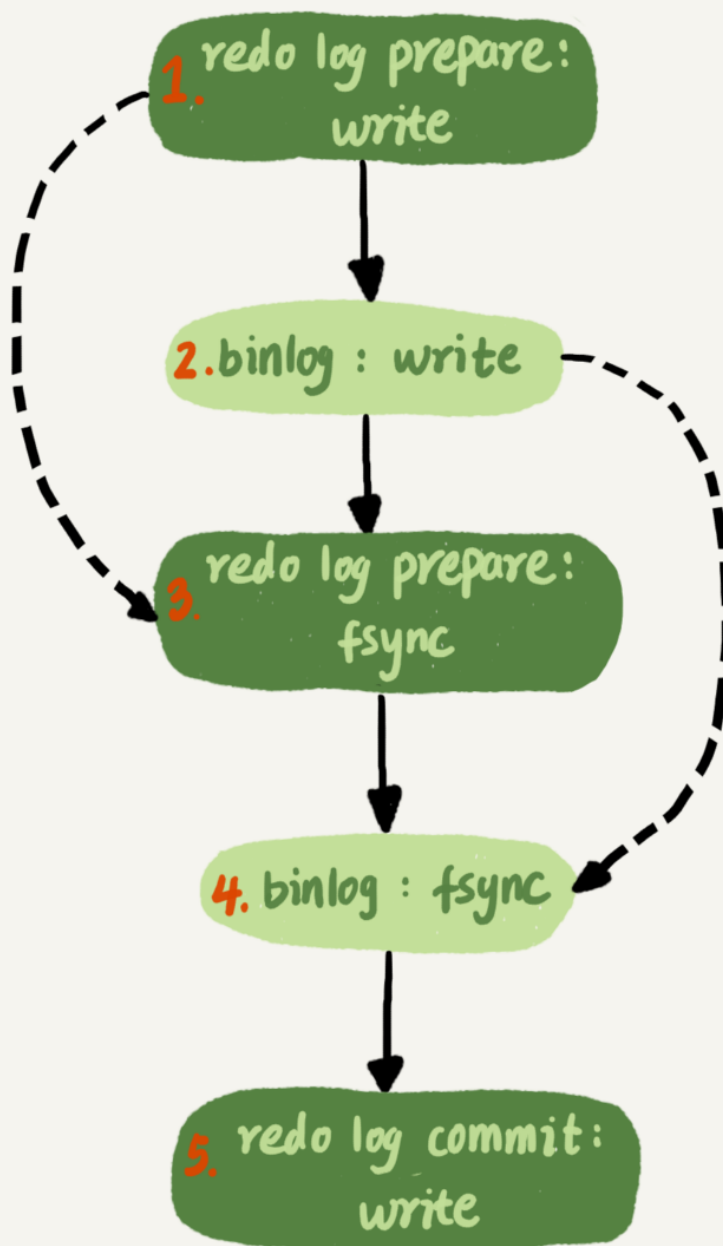 1. redo log prepare:
write
2. binlog : write
3. redo log prepare:
fsync
4. binlog : fsync
5. redo log commit:
write